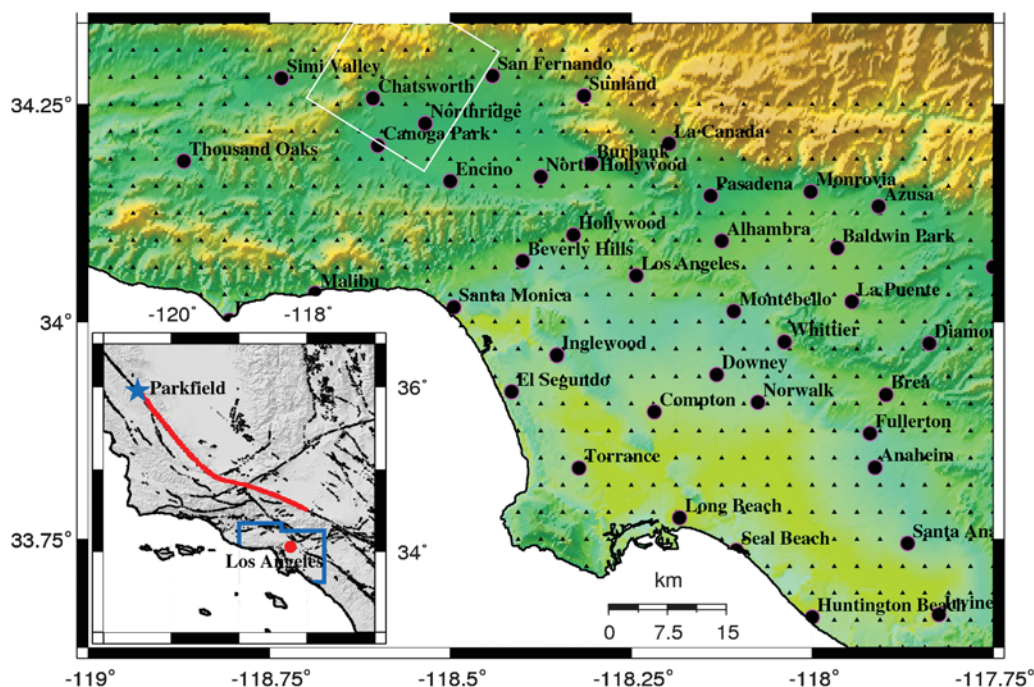 Simi Valley
San Fernando
Chatsworth
Sunland
34.25°
Northridge
Canoga Park
La Canada
Thousand Oaks
Burbank
North Hollywood
Encino
Pasadena
Monrovia
Azusa
Hollywood
Alhambra
Baldwin Park
Beverly Hills
Los Angeles
Malibu
Santa Monica
Montebello
La Puente
34°
-120°
-118°
Whittier
Diamon
Inglewood
Parkfield
36°
El Segundo
Downey
Brea
Compton
Norwalk
Fullerton
Torrance
Anaheim
Long Beach
33.75°
34°
Los Angeles
Seal Beach
Santa Ana
km
0 7.5 15
Huntington Beach
Irvine
-119°
-118.75°
-118.5°
-118.25°
-118°
-117.75°